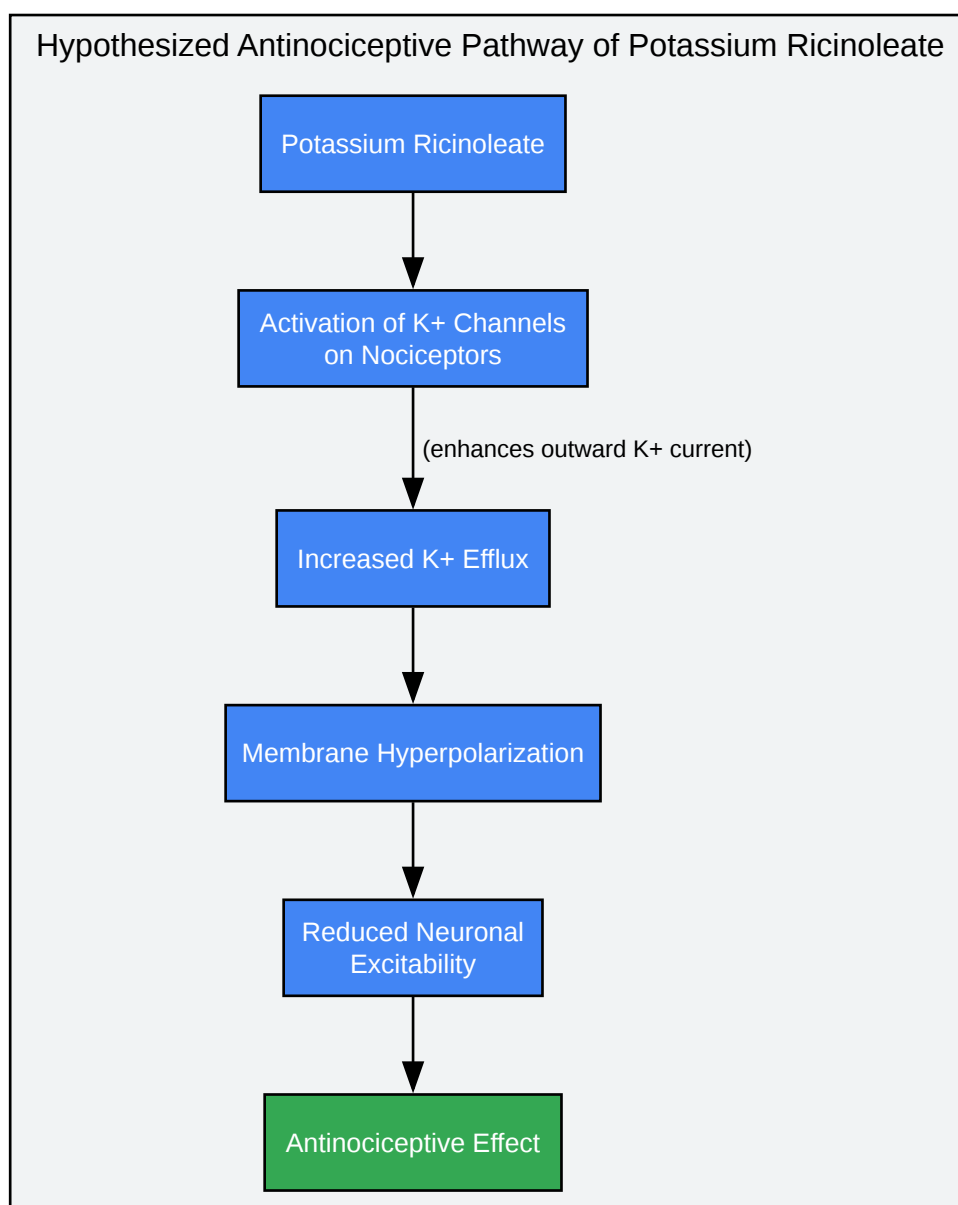 Hypothesized Antinociceptive Pathway of Potassium Ricinoleate
Potassium Ricinoleate
Activation of K+ Channels
on Nociceptors
(enhances outward K+ current)
Increased K+ Efflux
Membrane Hyperpolarization
Reduced Neuronal
Excitability
Antinociceptive Effect